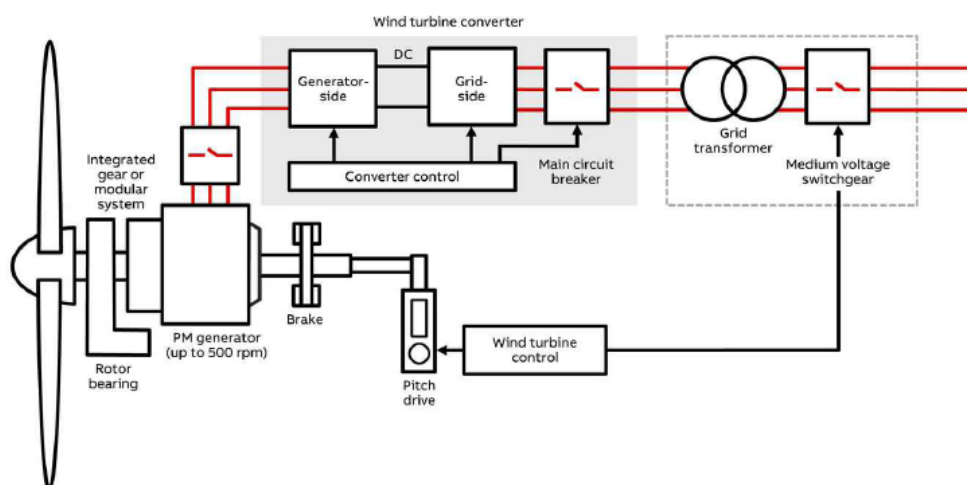 Wind turbine converter
DC
Generator-
side
Grid-
side
Converter control
Main circuit
breaker
Grid
transformer
Medium voltage
switchgear
Integrated
gear or
modular
system
PM generator
(up to 500 rpm)
Rotor
bearing
Brake
Pitch
drive
Wind turbine
control